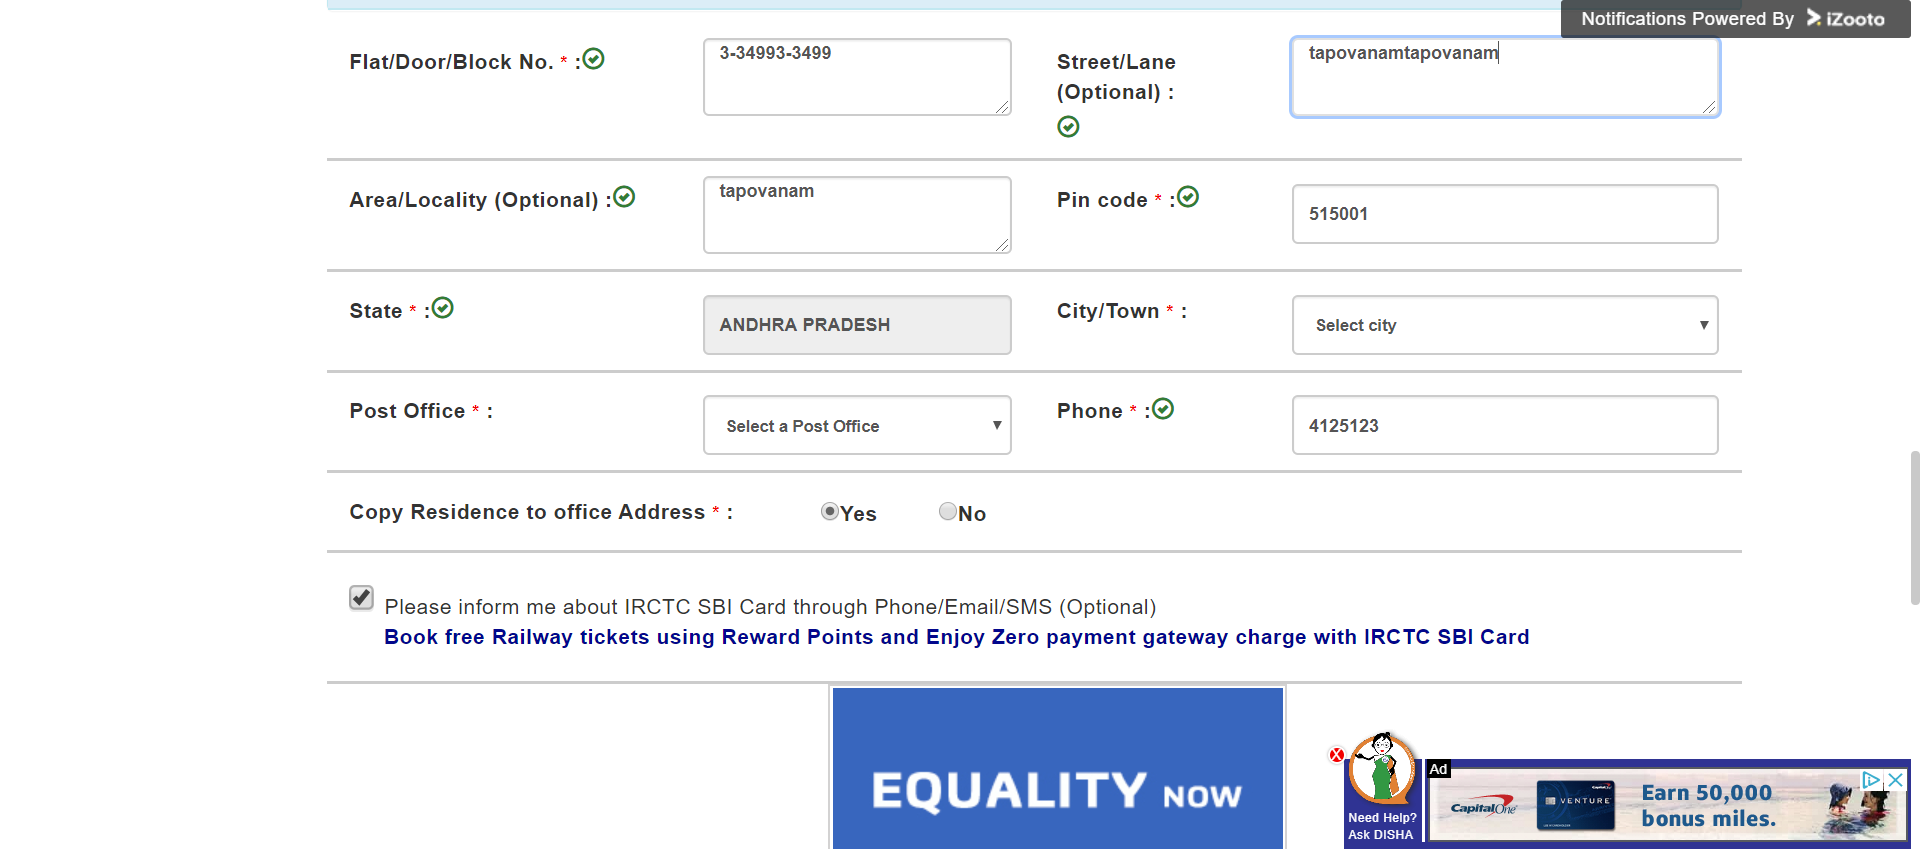 Notifications Powered By iZooto
Flat/Door/Block No. * :
3-34993-3499
Street/Lane
(Optional) :
tapovanamtapovanam
Area/Locality (Optional) :
tapovanam
Pin code * :
515001
State * :
ANDHRA PRADESH
City/Town * :
Select city
Post Office * :
Select a Post Office
Phone * :
4125123
Copy Residence to office Address * :
Yes
No
Please inform me about IRCTC SBI Card through Phone/Email/SMS (Optional)
Book free Railway tickets using Reward Points and Enjoy Zero payment gateway charge with IRCTC SBI Card
EQUALITY NOW
X
Need Help?
Ask DISHA
Ad
Capital One
VENTURE
Earn 50,000
bonus miles.